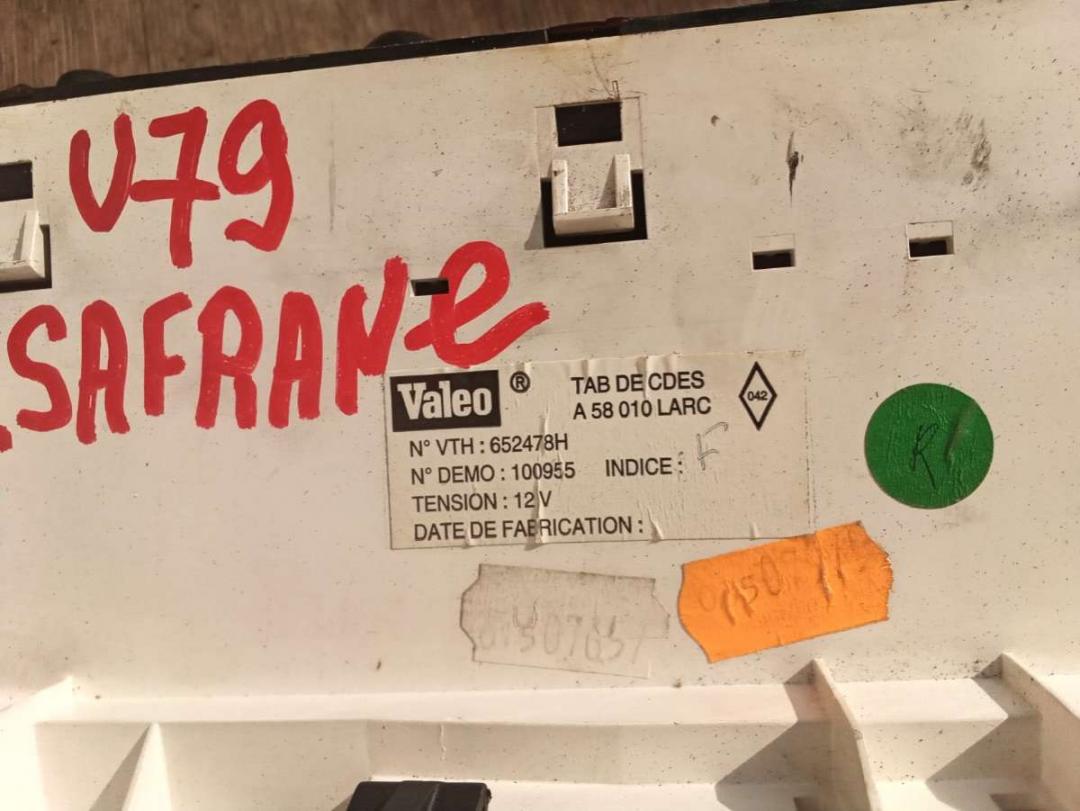 U79
SAFRANe
Valeo ® TAB DE CDES
A 58 010 LARC
042
N° VTH : 652478H
N° DEMO : 100955 INDICE : F
TENSION : 12 V
DATE DE FABRICATION :
R